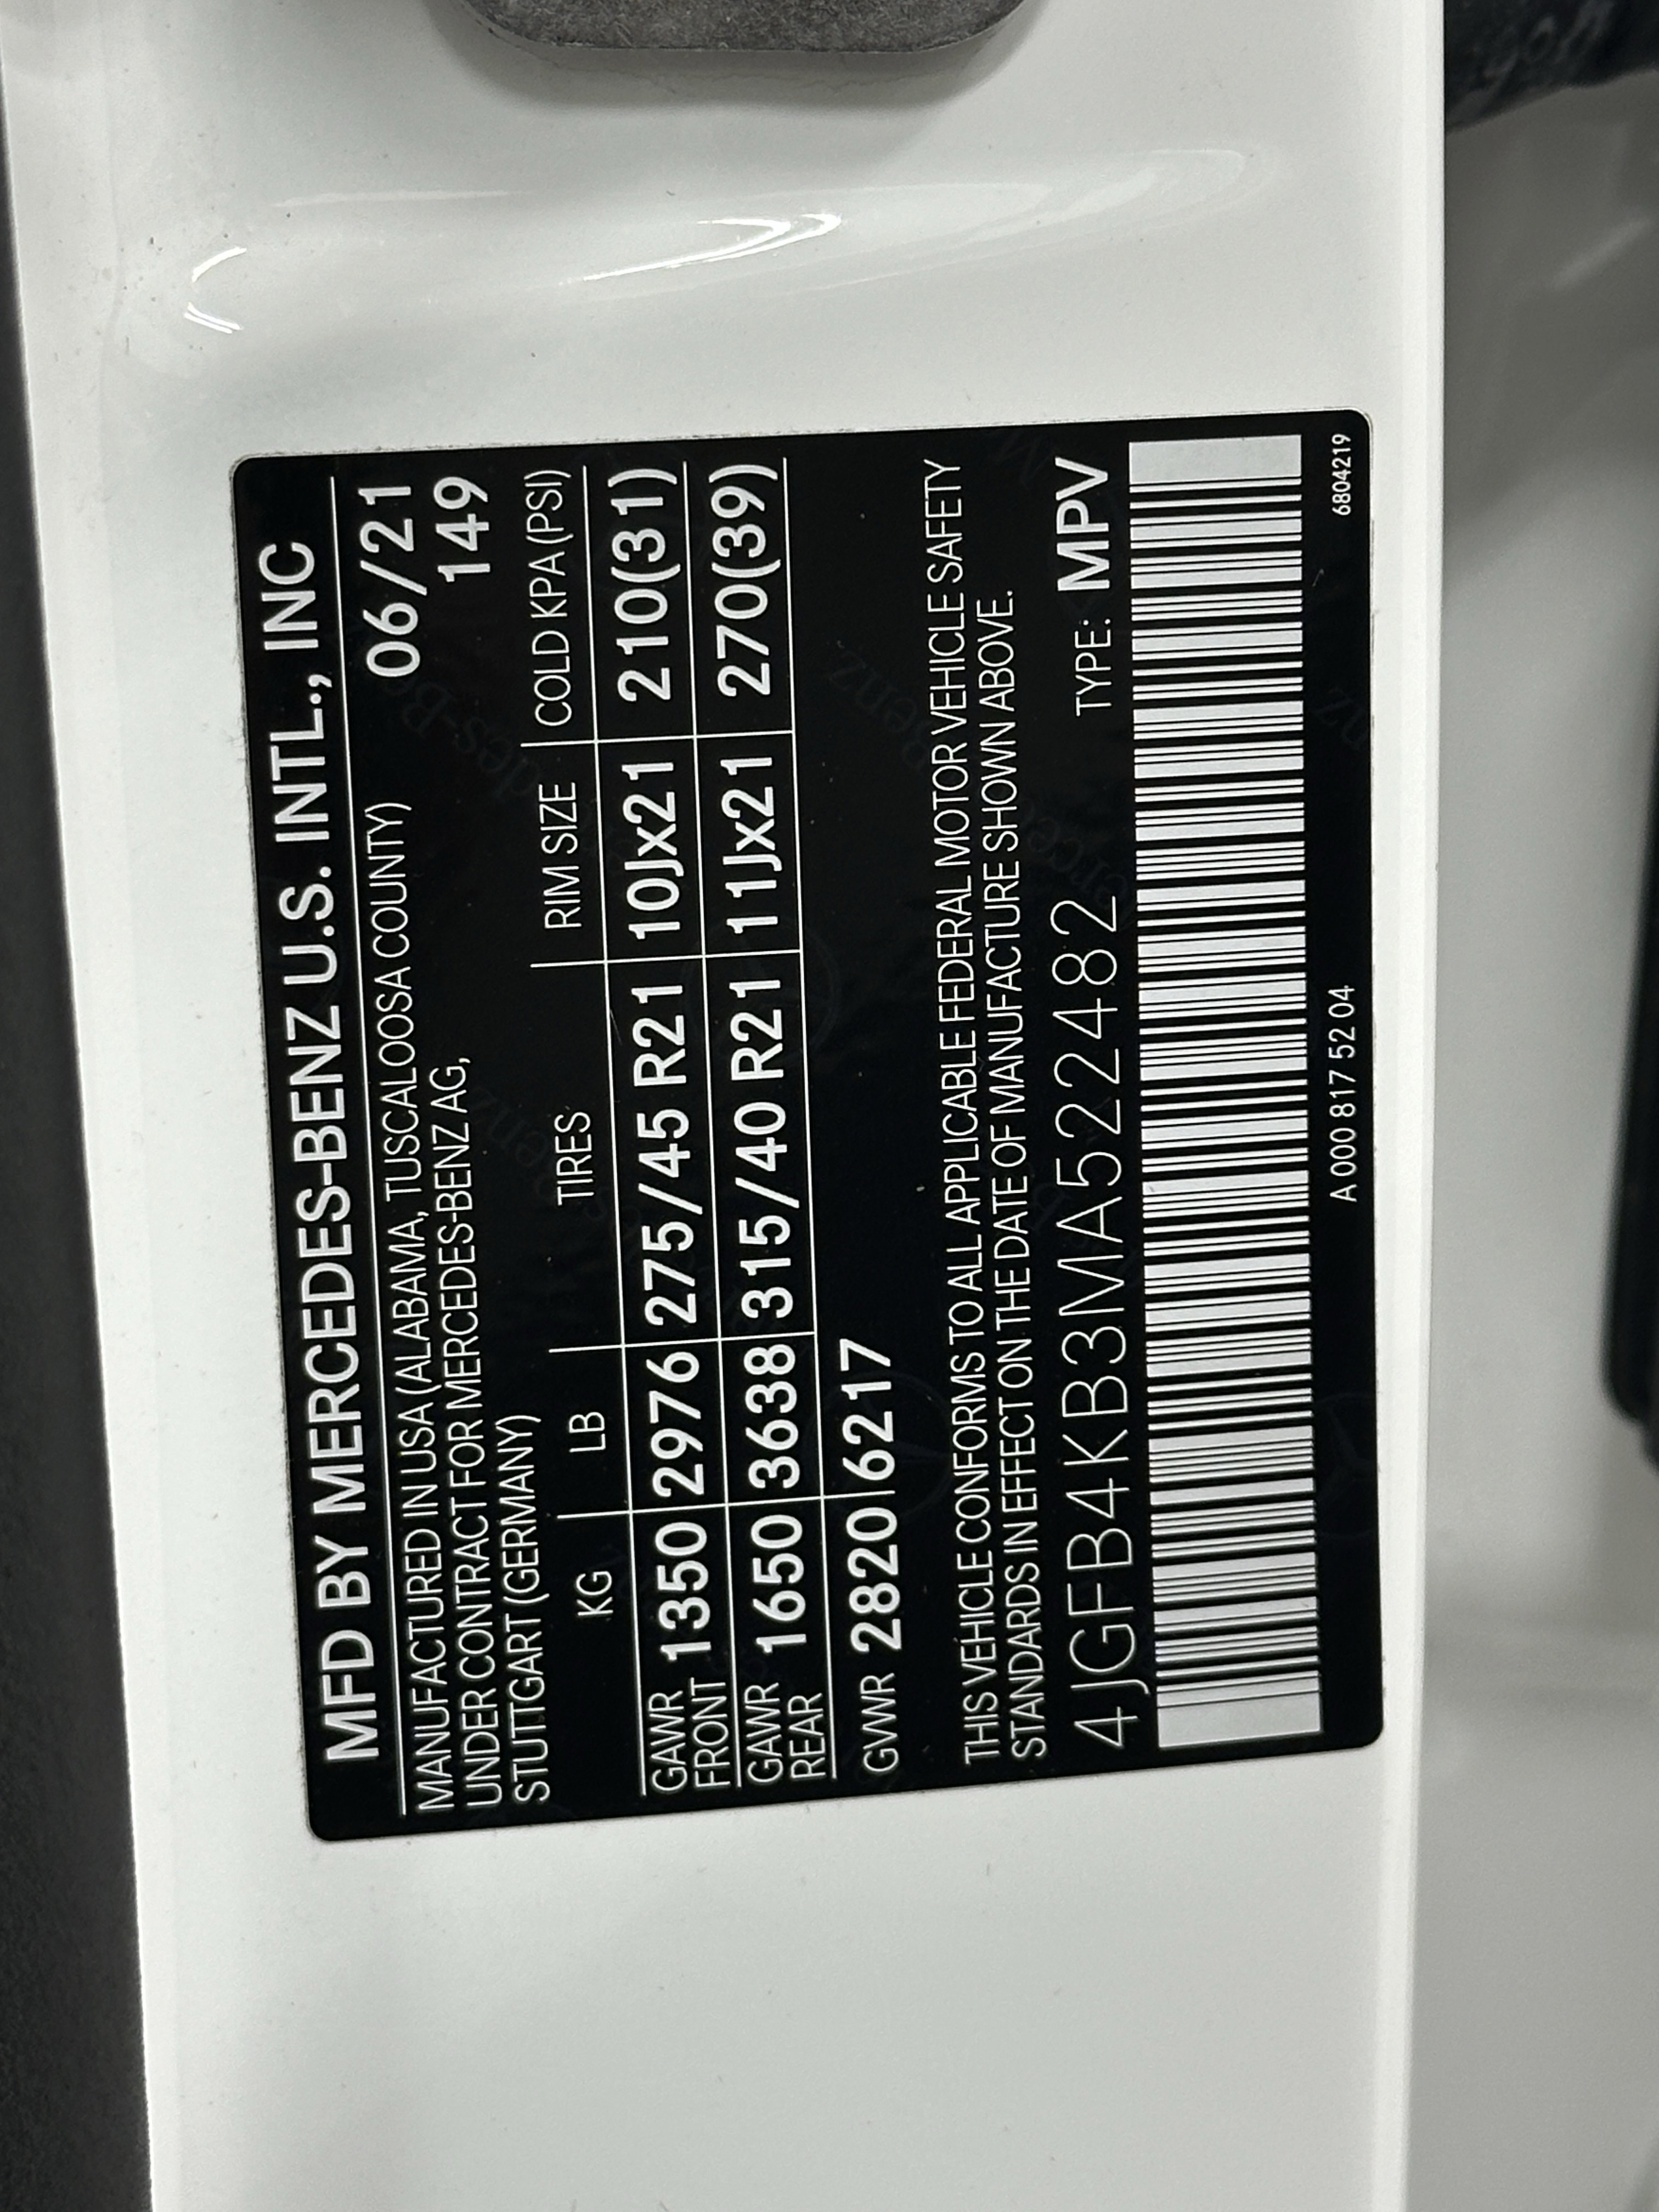 MFD BY MERCEDES-BENZ U.S. INTL., INC
MANUFACTURED IN USA (ALABAMA, TUSCALOOSA COUNTY) 06/21
UNDER CONTRACT FOR MERCEDES-BENZ AG, 149
STUTTGART (GERMANY)
KG LB TIRES RIM SIZE COLD KPA (PSI)
GAWR FRONT 1350 2976 275/45 R21 10Jx21 210(31)
GAWR REAR 1650 3638 315/40 R21 11Jx21 270(39)
GVWR 2820 6217
THIS VEHICLE CONFORMS TO ALL APPLICABLE FEDERAL MOTOR VEHICLE SAFETY
STANDARDS IN EFFECT ON THE DATE OF MANUFACTURE SHOWN ABOVE.
4JGFB4KB3MA522482 TYPE: MPV
A 000 817 52 04 6804219